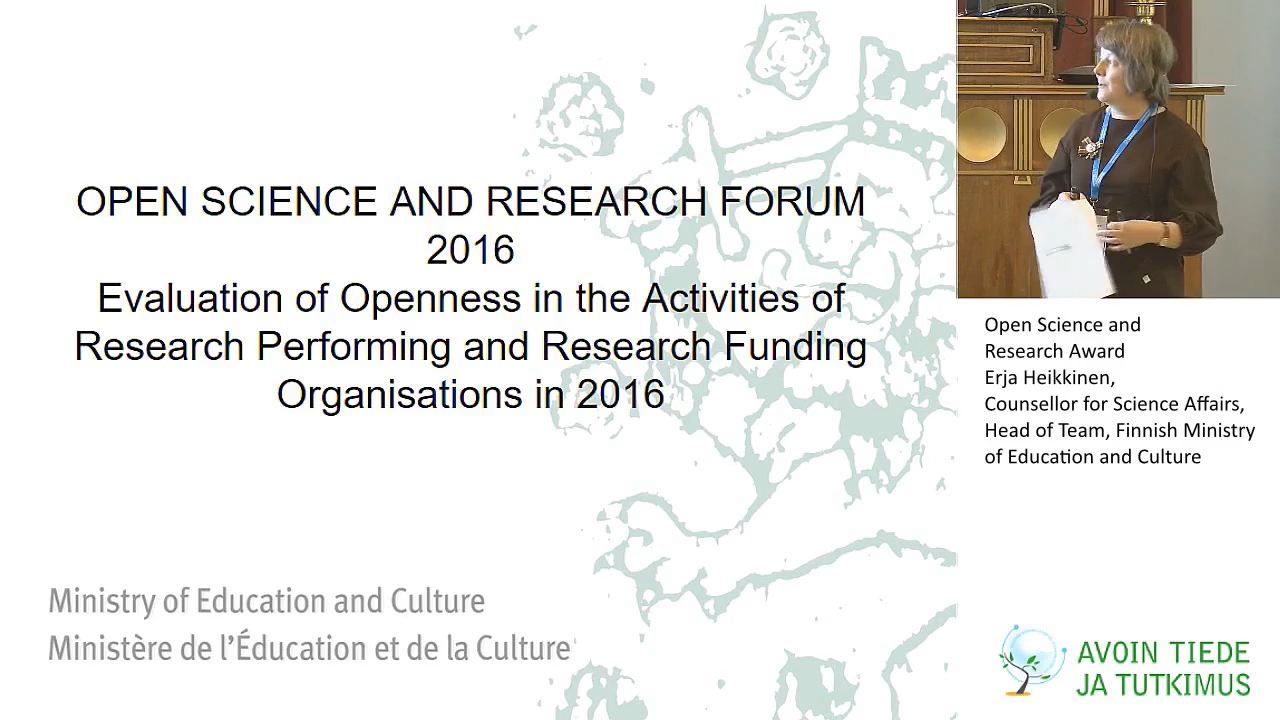 OPEN SCIENCE AND RESEARCH FORUM
2016
Evaluation of Openness in the Activities of
Research Performing and Research Funding
Organisations in 2016
Ministry of Education and Culture
Ministère de l'Éducation et de la Culture
Open Science and
Research Award
Erja Heikkinen,
Counsellor for Science Affairs,
Head of Team, Finnish Ministry
of Education and Culture
AVOIN TIEDE
JA TUTKIMUS